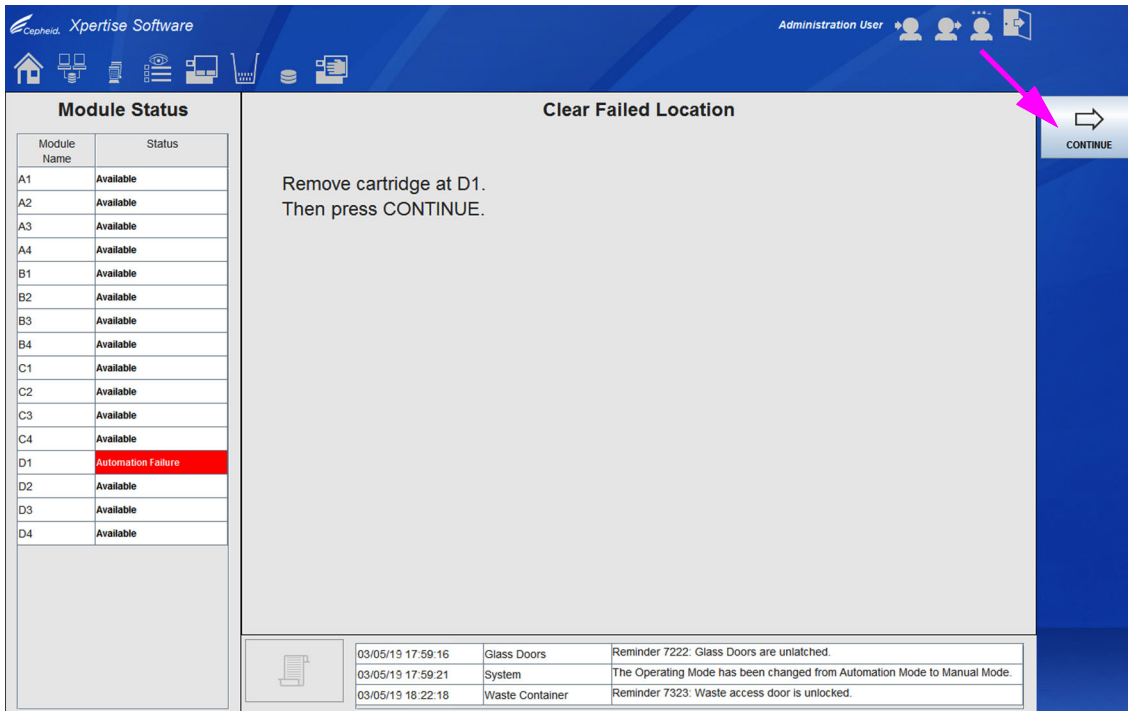 Cepheid. Xpertise Software
Administration User
Module Status
Module Name Status
A1 Available
A2 Available
A3 Available
A4 Available
B1 Available
B2 Available
B3 Available
B4 Available
C1 Available
C2 Available
C3 Available
C4 Available
D1 Automation Failure
D2 Available
D3 Available
D4 Available
Clear Failed Location
Remove cartridge at D1.
Then press CONTINUE.
CONTINUE
03/05/19 17:59:16 Glass Doors Reminder 7222: Glass Doors are unlatched.
03/05/19 17:59:21 System The Operating Mode has been changed from Automation Mode to Manual Mode.
03/05/19 18:22:18 Waste Container Reminder 7323: Waste access door is unlocked.